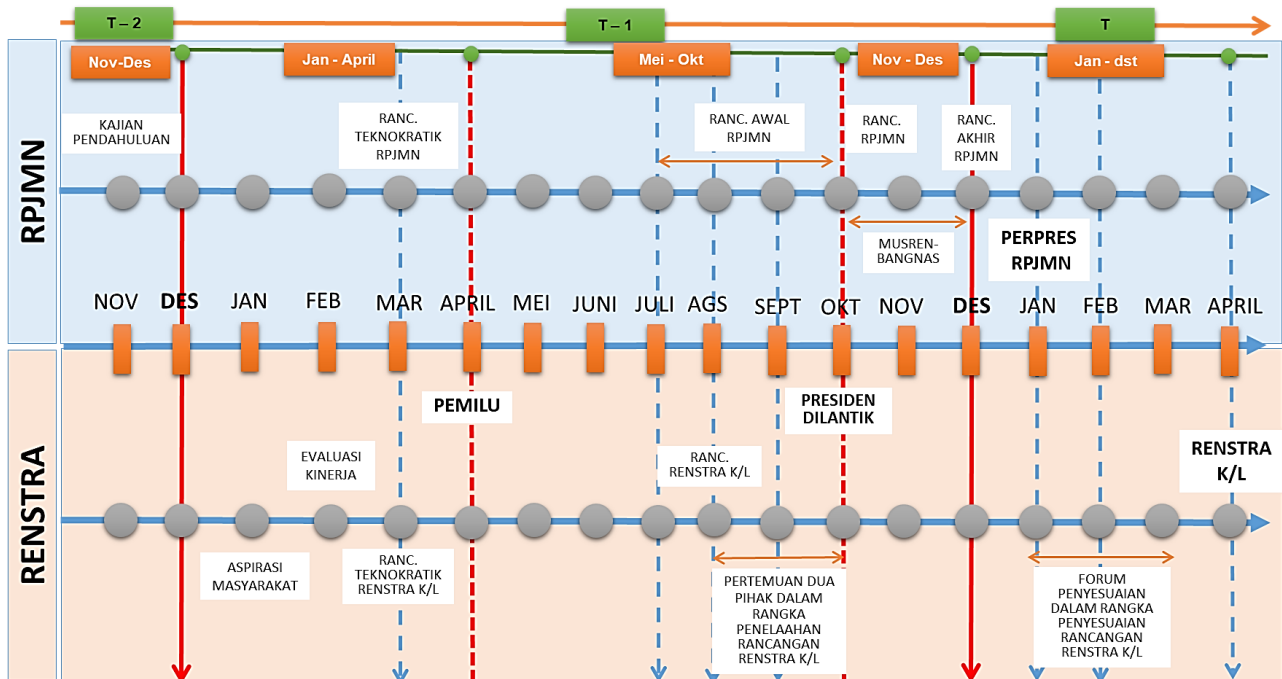 T – 2
T – 1
T
Nov-Des
Jan - April
Mei - Okt
Nov - Des
Jan - dst
RPJMN
KAJIAN
PENDAHULUAN
RANC.
TEKNOKRATIK
RPJMN
RANC. AWAL
RPJMN
RANC.
RPJMN
RANC.
AKHIR
RPJMN
MUSREN-
BANGNAS
PERPRES
RPJMN
NOV
DES
JAN
FEB
MAR
APRIL
MEI
JUNI
JULI
AGS
SEPT
OKT
NOV
DES
JAN
FEB
MAR
APRIL
RENSTRA
PEMILU
PRESIDEN
DILANTIK
EVALUASI
KINERJA
RANC.
RENSTRA K/L
RENSTRA
K/L
ASPIRASI
MASYARAKAT
RANC.
TEKNOKRATIK
RENSTRA K/L
PERTEMUAN DUA
PIHAK DALAM
RANGKA
PENELAAHAN
RANCANGAN
RENSTRA K/L
FORUM
PENYESUAIAN
DALAM RANGKA
PENYESUAIAN
RANCANGAN
RENSTRA K/L